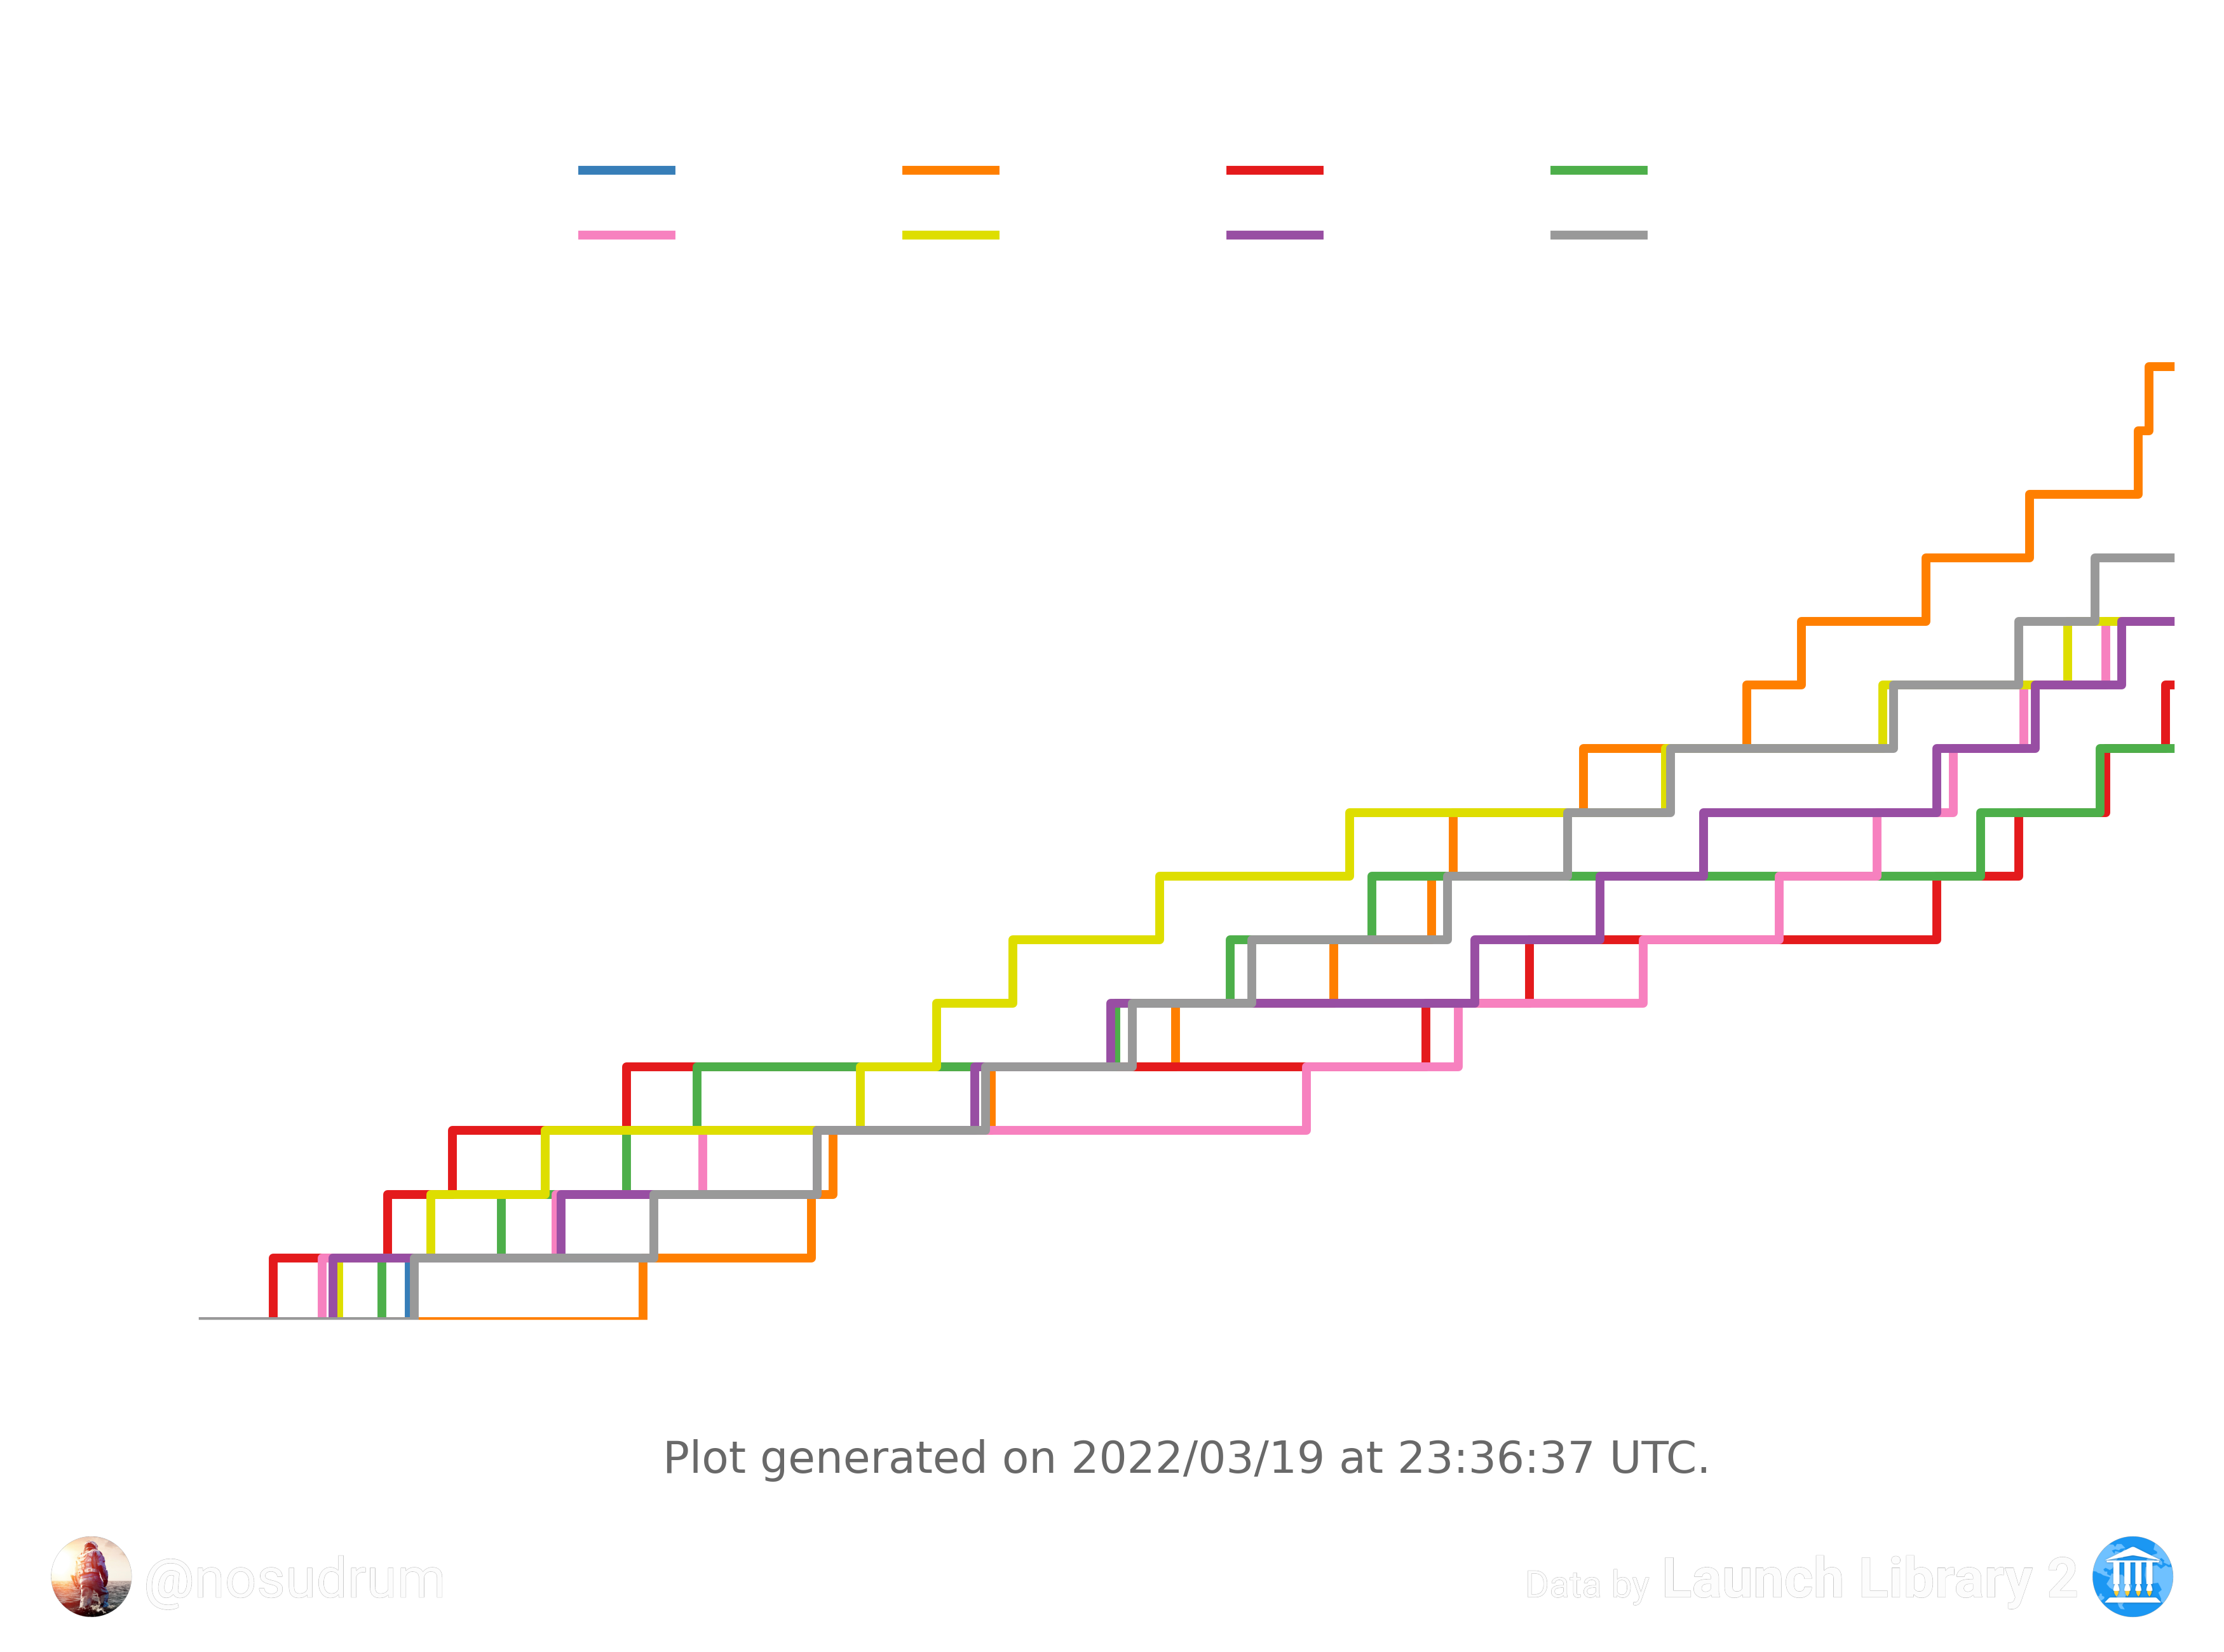 Plot generated on 2022/03/19 at 23:36:37 UTC.
@nosudrum
Data by Launch Library 2